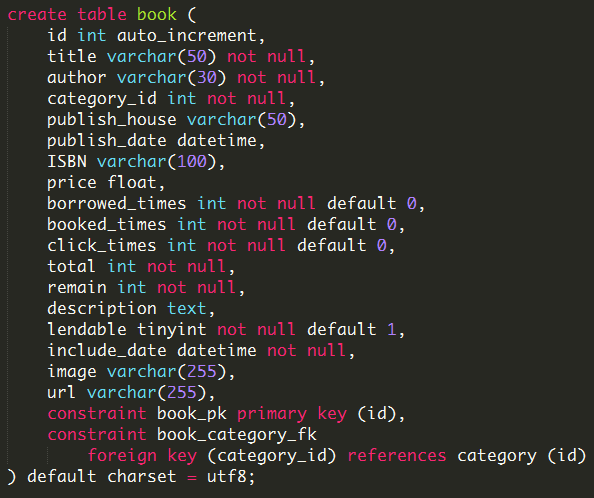 create table book (
    id int auto_increment,
    title varchar(50) not null,
    author varchar(30) not null,
    category_id int not null,
    publish_house varchar(50),
    publish_date datetime,
    ISBN varchar(100),
    price float,
    borrowed_times int not null default 0,
    booked_times int not null default 0,
    click_times int not null default 0,
    total int not null,
    remain int not null,
    description text,
    lendable tinyint not null default 1,
    include_date datetime not null,
    image varchar(255),
    url varchar(255),
    constraint book_pk primary key (id),
    constraint book_category_fk
        foreign key (category_id) references category (id)
) default charset = utf8;